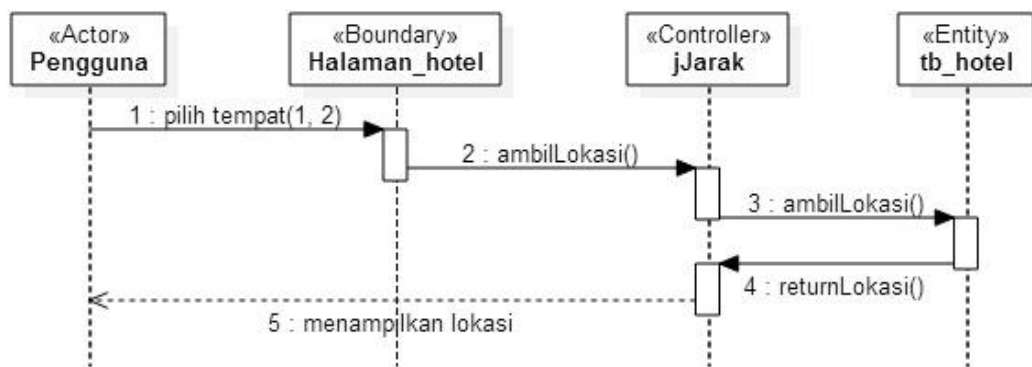 «Actor»
Pengguna
«Boundary»
Halaman_hotel
«Controller»
jJarak
«Entity»
tb_hotel
1 : pilih tempat(1, 2)
2 : ambilLokasi()
3 : ambilLokasi()
4 : returnLokasi()
5 : menampilkan lokasi